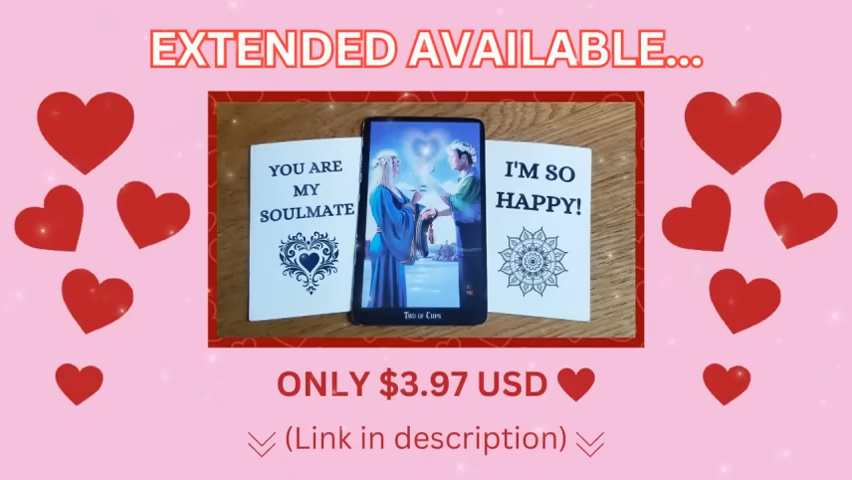 EXTENDED AVAILABLE...
YOU ARE
MY
SOULMATE
I'M SO
HAPPY!
Two of Cups
ONLY $3.97 USD
(Link in description)